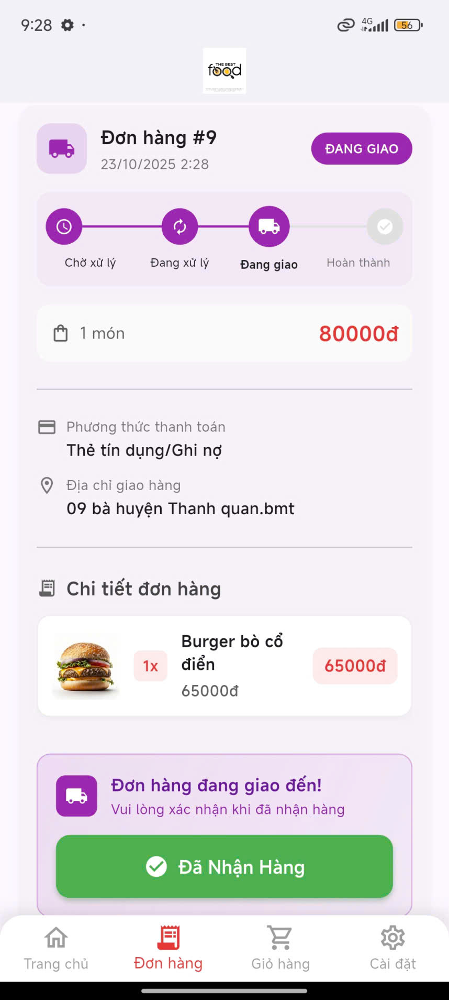 9:28
4G
56
THE BEST
food
Đơn hàng #9
23/10/2025 2:28
ĐANG GIAO
Chờ xử lý
Đang xử lý
Đang giao
Hoàn thành
1 món
80000đ
Phương thức thanh toán
Thẻ tín dụng/Ghi nợ
Địa chỉ giao hàng
09 bà huyện Thanh quan.bmt
Chi tiết đơn hàng
1x
Burger bò cổ
điển
65000đ
65000đ
Đơn hàng đang giao đến!
Vui lòng xác nhận khi đã nhận hàng
Đã Nhận Hàng
Trang chủ
Đơn hàng
Giỏ hàng
Cài đặt